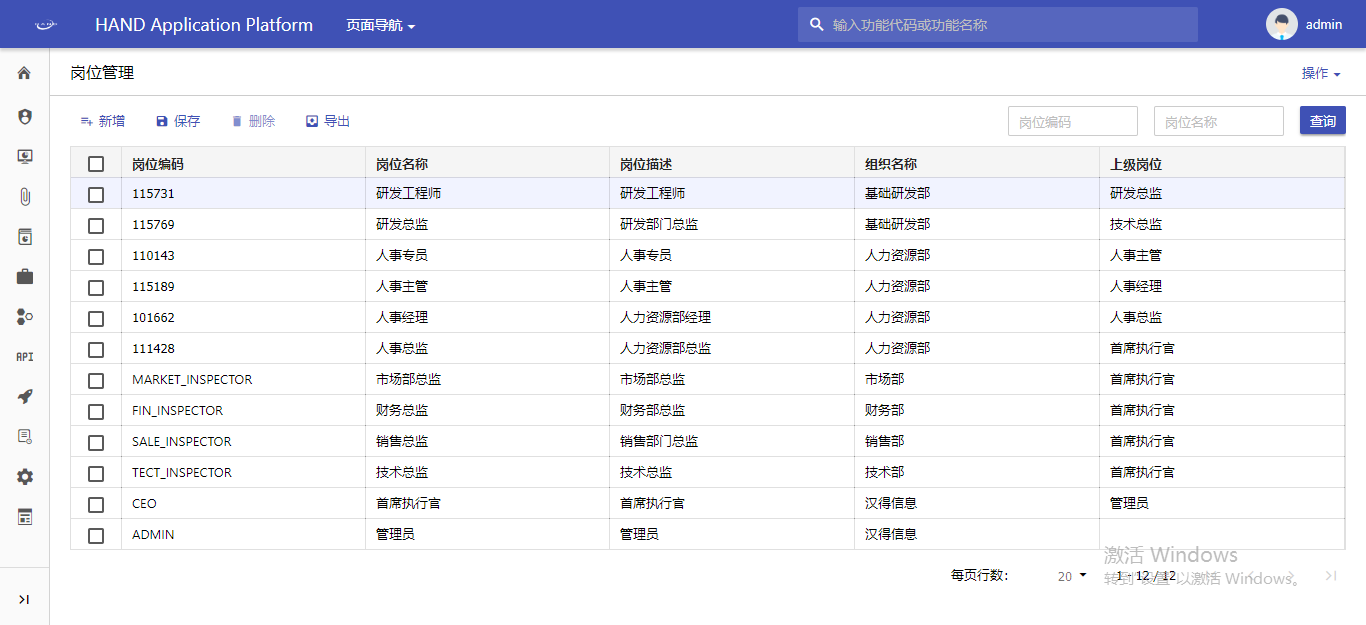 HAND Application Platform 页面导航 输入功能代码或功能名称 admin
岗位管理 操作
新增 保存 删除 导出 岗位编码 岗位名称 查询
岗位编码 岗位名称 岗位描述 组织名称 上级岗位
115731 研发工程师 研发工程师 基础研发部 研发总监
115769 研发总监 研发部门总监 基础研发部 技术总监
110143 人事专员 人事专员 人力资源部 人事主管
115189 人事主管 人事主管 人力资源部 人事经理
101662 人事经理 人力资源部经理 人力资源部 人事总监
111428 人事总监 人力资源部总监 人力资源部 首席执行官
API
MARKET_INSPECTOR 市场部总监 市场部总监 市场部 首席执行官
FIN_INSPECTOR 财务总监 财务部总监 财务部 首席执行官
SALE_INSPECTOR 销售总监 销售部门总监 销售部 首席执行官
TECT_INSPECTOR 技术总监 技术总监 技术部 首席执行官
CEO 首席执行官 首席执行官 汉得信息 管理员
ADMIN 管理员 管理员 汉得信息
激活 Windows
每页行数: 20 1 - 12 / 12
转到"设置"以激活 Windows。